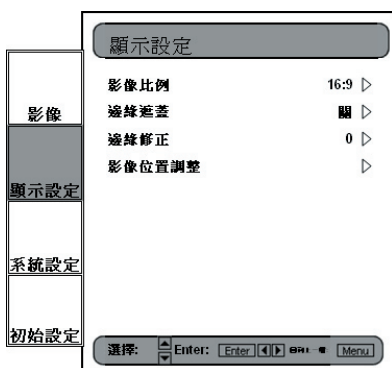 顯示設定
影像比例 16:9
邊緣遮蓋 關
邊緣修正 0
影像位置調整
影像
顯示設定
系統設定
初始設定
選擇: Enter: Enter Menu